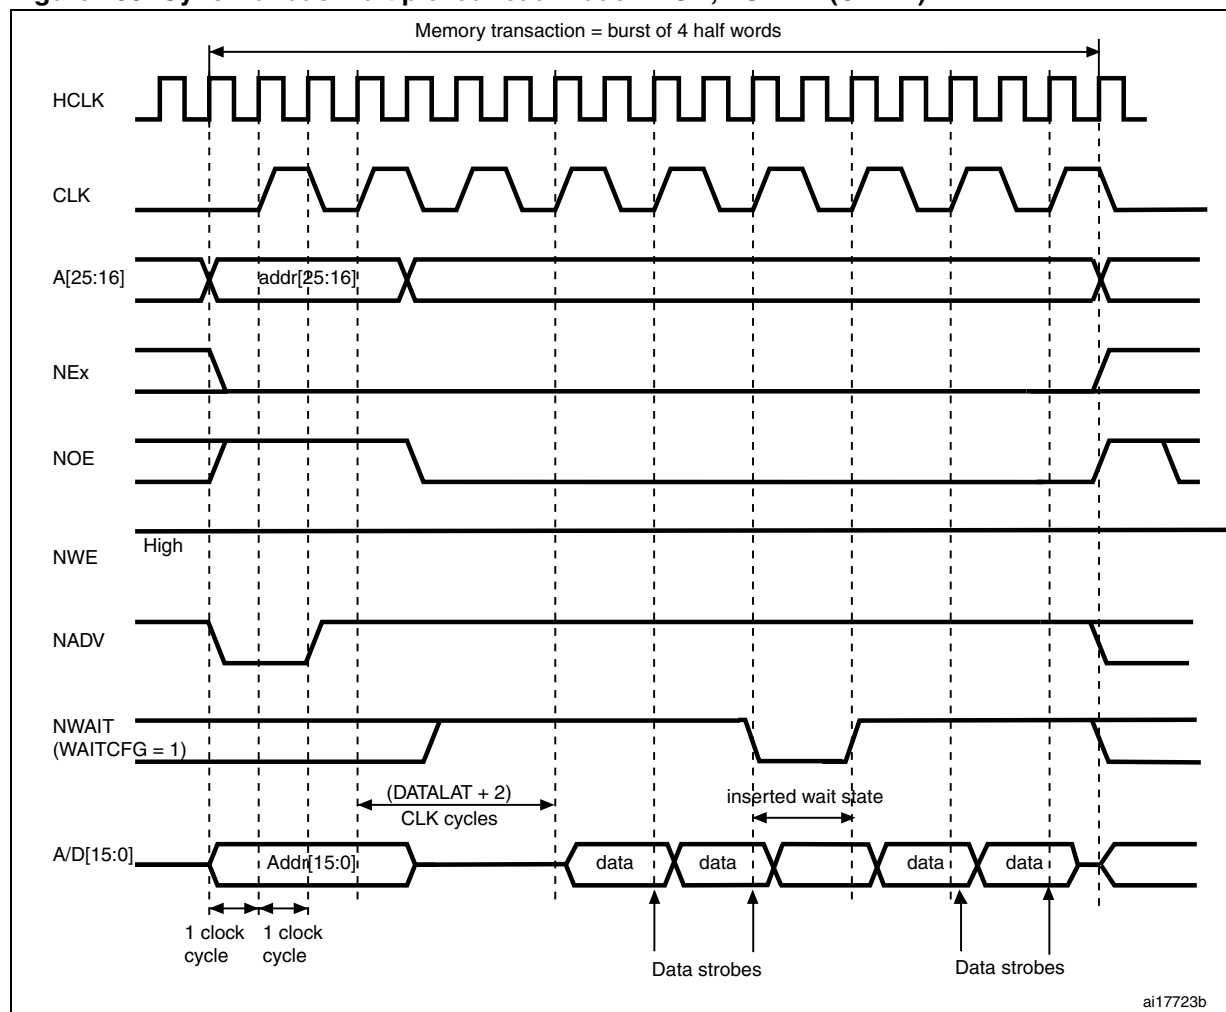 Memory transaction = burst of 4 half words
HCLK
CLK
A[25:16]
addr[25:16]
NEx
NOE
High
NWE
NADV
NWAIT
(WAITCFG = 1)
(DATALAT + 2)
CLK cycles
inserted wait state
A/D[15:0]
Addr[15:0]
data
data
data
data
1 clock
cycle
1 clock
cycle
Data strobes
Data strobes
ai17723b